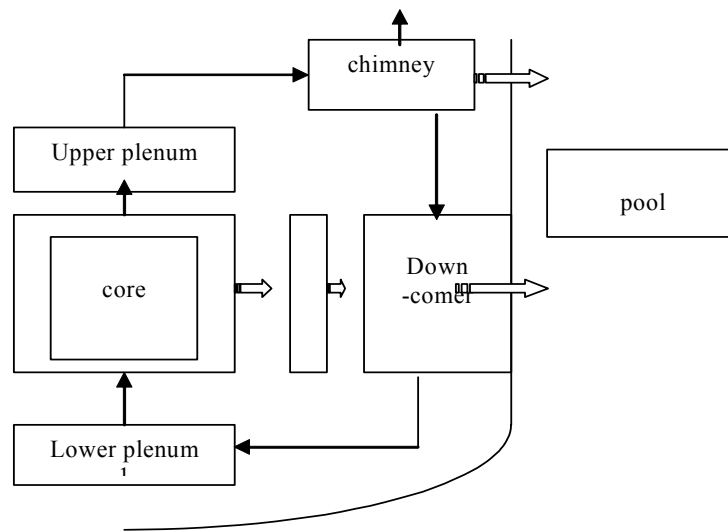 chimney
Upper plenum
pool
core
Down
-comer
Lower plenum